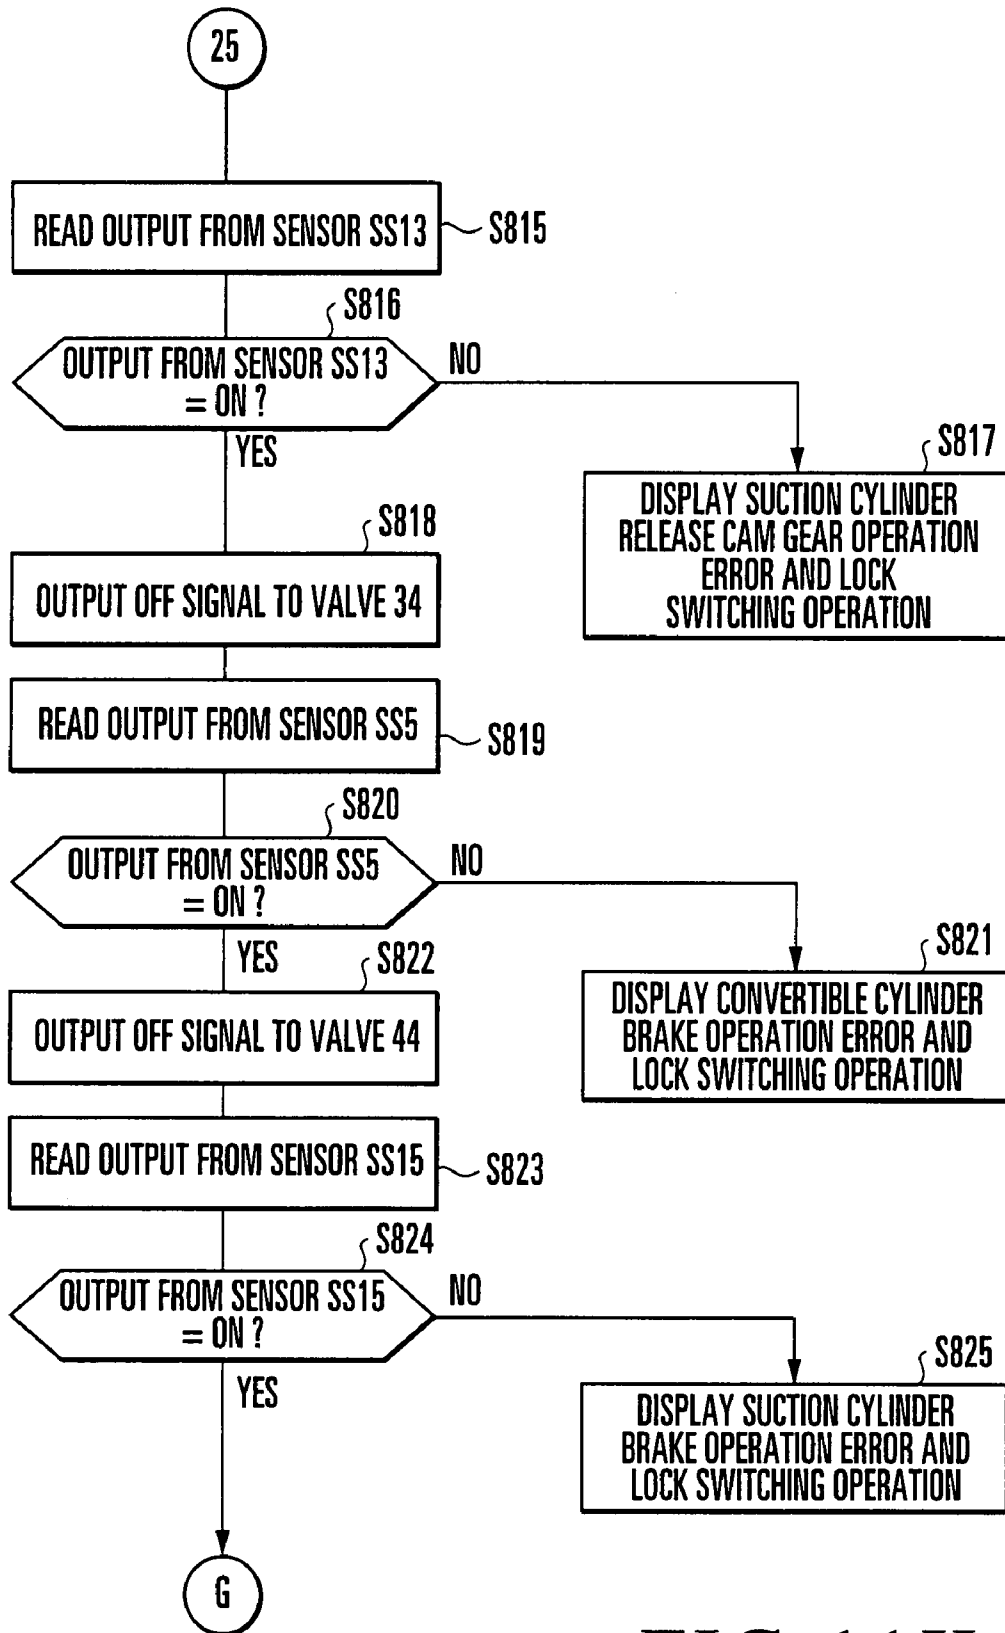 25
READ OUTPUT FROM SENSOR SS13
S815
S816
OUTPUT FROM SENSOR SS13
= ON ?
NO
YES
S817
DISPLAY SUCTION CYLINDER
RELEASE CAM GEAR OPERATION
ERROR AND LOCK
SWITCHING OPERATION
S818
OUTPUT OFF SIGNAL TO VALVE 34
READ OUTPUT FROM SENSOR SS5
S819
S820
OUTPUT FROM SENSOR SS5
= ON ?
NO
YES
S821
DISPLAY CONVERTIBLE CYLINDER
BRAKE OPERATION ERROR AND
LOCK SWITCHING OPERATION
S822
OUTPUT OFF SIGNAL TO VALVE 44
READ OUTPUT FROM SENSOR SS15
S823
S824
OUTPUT FROM SENSOR SS15
= ON ?
NO
YES
S825
DISPLAY SUCTION CYLINDER
BRAKE OPERATION ERROR AND
LOCK SWITCHING OPERATION
G